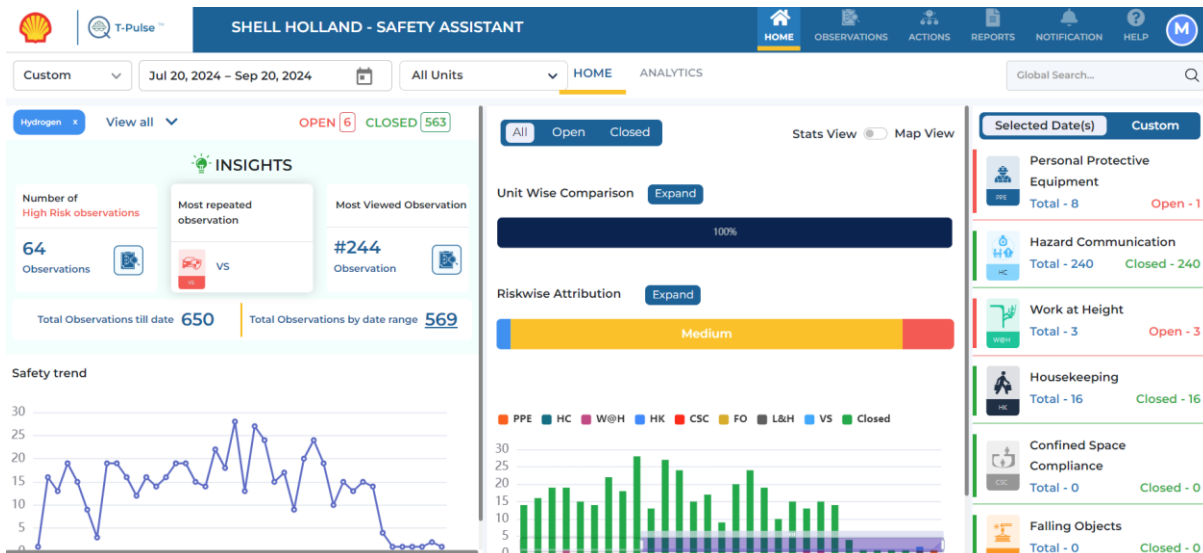 T-Pulse ™
SHELL HOLLAND - SAFETY ASSISTANT
HOME
OBSERVATIONS
ACTIONS
REPORTS
NOTIFICATION
HELP
M
Custom
Jul 20, 2024 – Sep 20, 2024
All Units
HOME
ANALYTICS
Global Search...
Hydrogen x
View all
OPEN 6 CLOSED 563
INSIGHTS
Number of
High Risk observations
64
Observations
Most repeated
observation
VS
VS
Most Viewed Observation
#244
Observation
Total Observations till date 650
Total Observations by date range 569
Safety trend
30
25
20
15
10
5
0
All Open Closed
Stats View Map View
Unit Wise Comparison Expand
100%
Riskwise Attribution Expand
Medium
PPE HC W@H HK CSC FO L&H VS Closed
30
25
20
15
10
5
0
Selected Date(s) Custom
PPE
Personal Protective
Equipment
Total - 8 Open - 1
HC
Hazard Communication
Total - 240 Closed - 240
W@H
Work at Height
Total - 3 Open - 3
HK
Housekeeping
Total - 16 Closed - 16
CSC
Confined Space
Compliance
Total - 0 Closed - 0
Falling Objects
Total - 0 Closed - 0